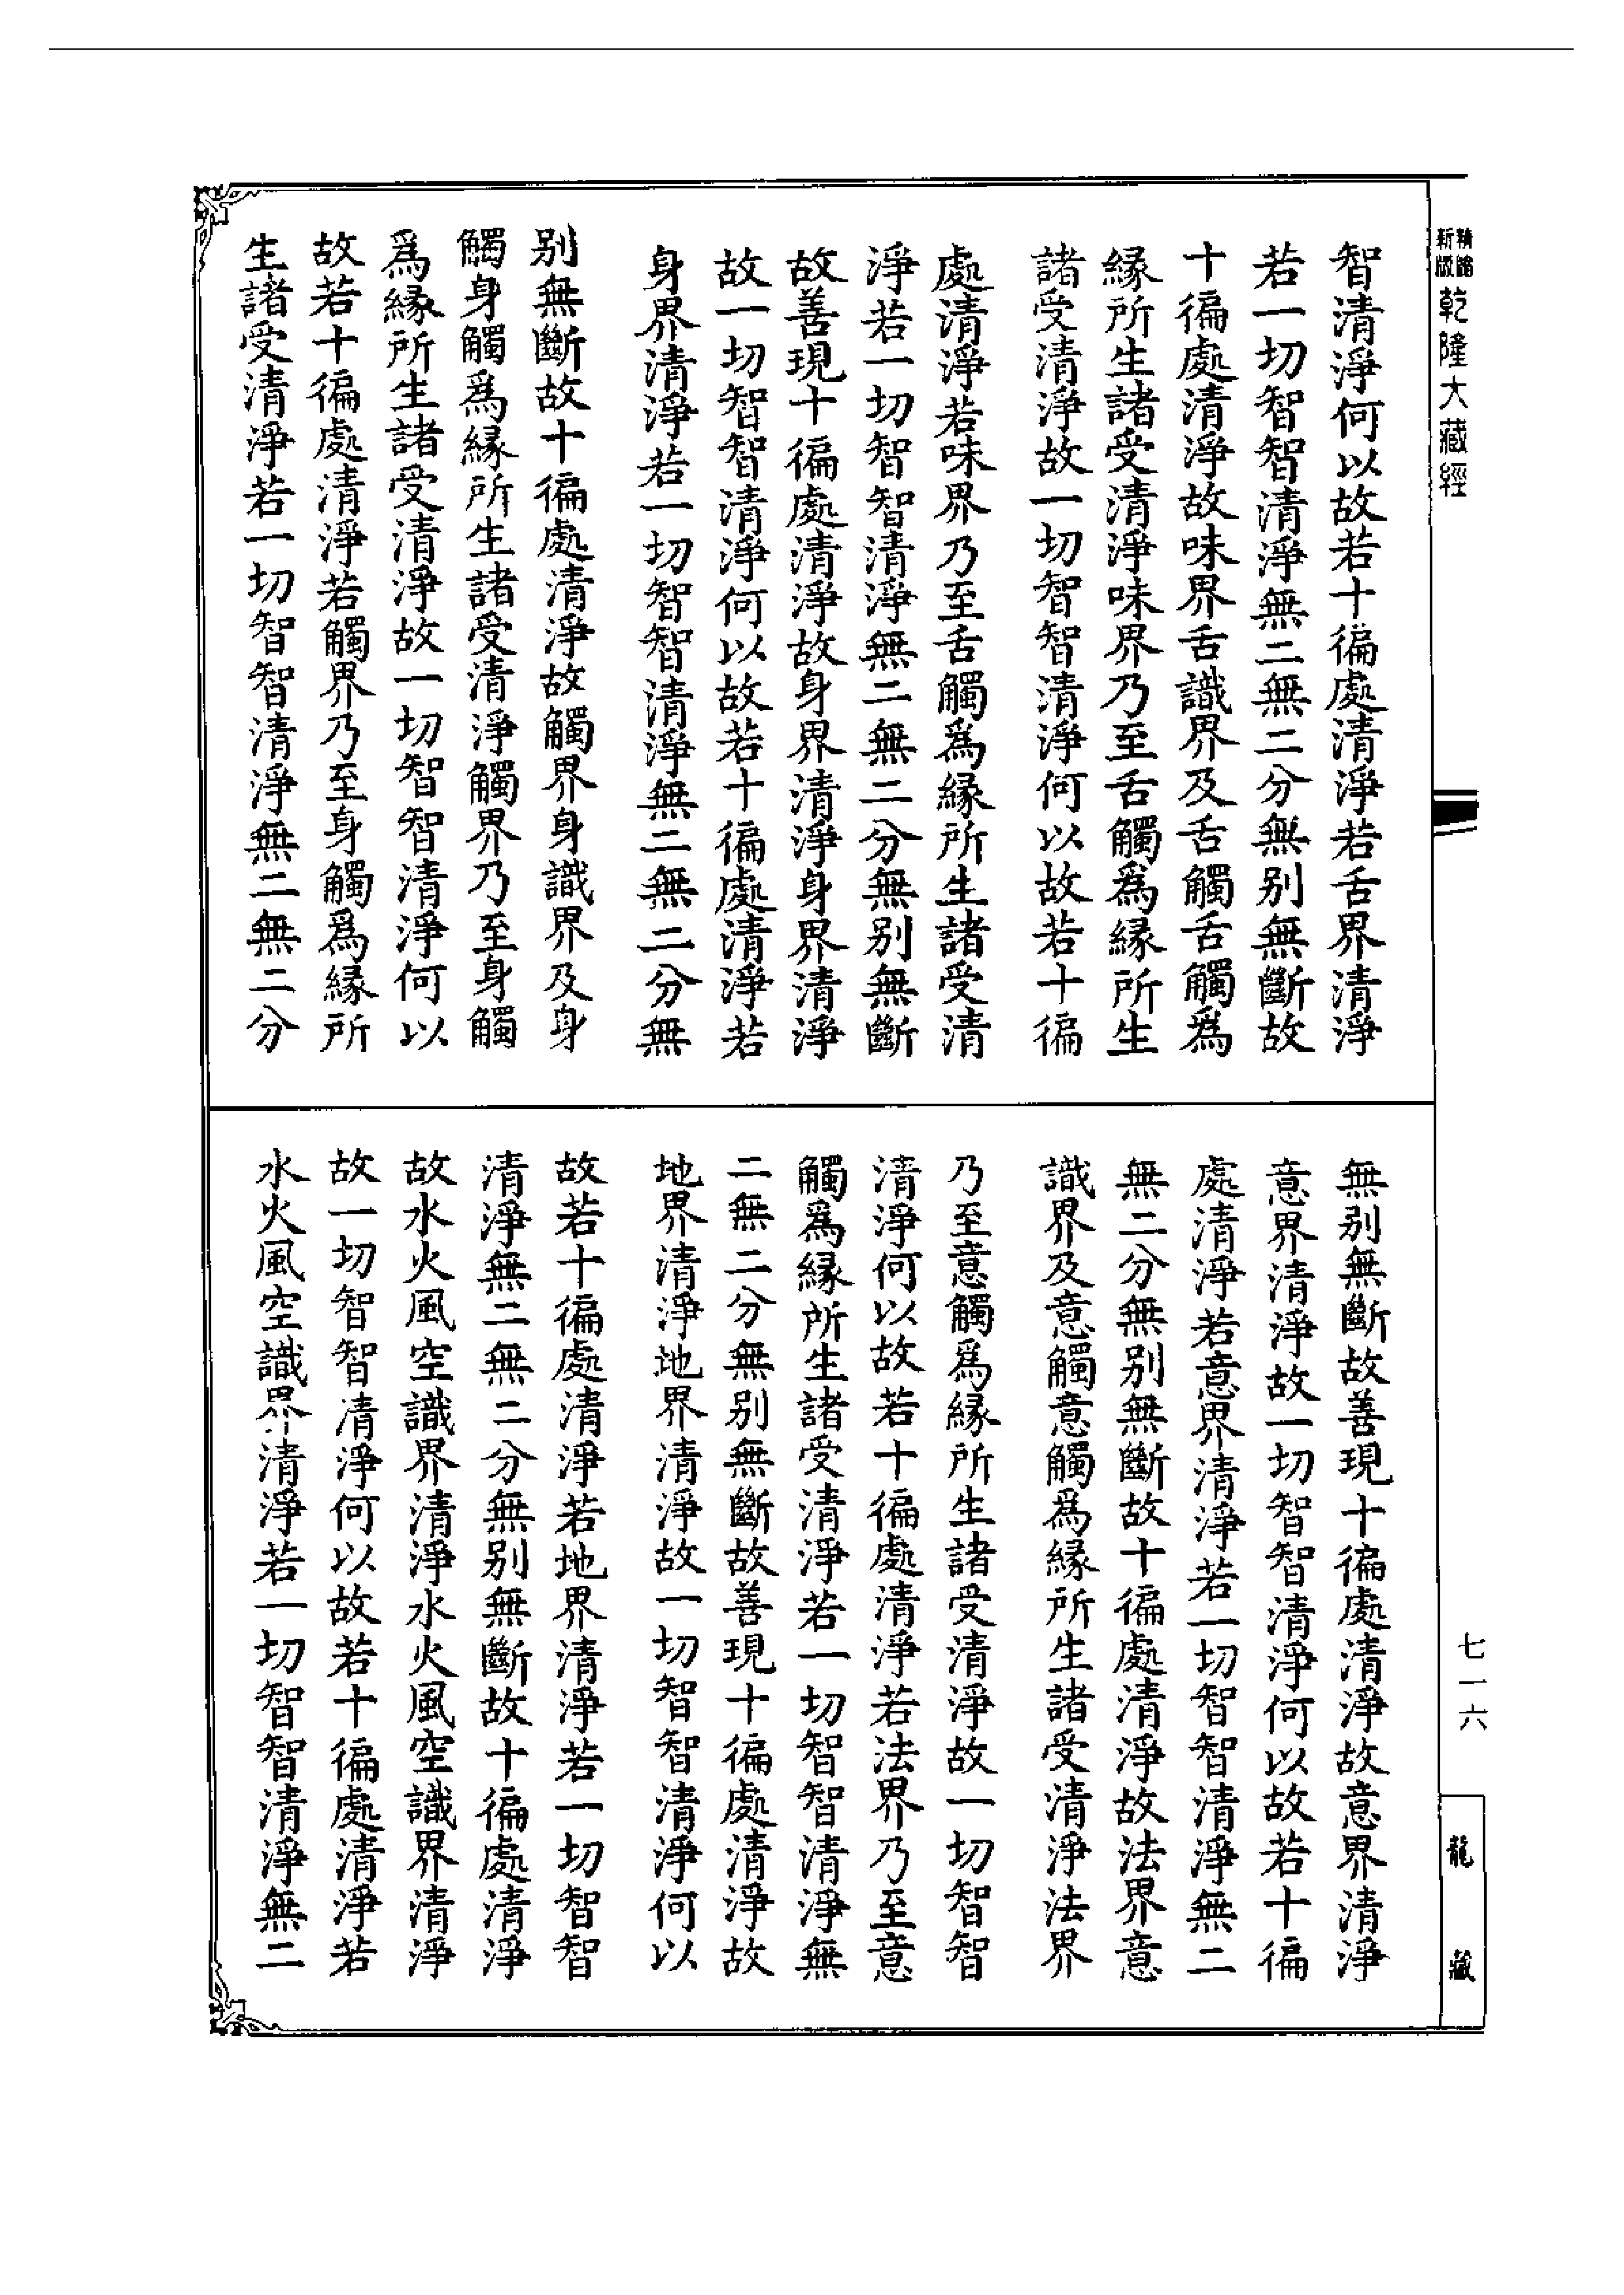 精縮
新版
乾隆大藏經
智清淨何以故若十徧處清淨若舌界清淨
若一切智智清淨無二無二分無別無斷故
十徧處清淨故味界舌識界及舌觸舌觸爲
緣所生諸受清淨味界乃至舌觸爲緣所生
諸受清淨故一切智智清淨何以故若十徧
處清淨若味界乃至舌觸爲緣所生諸受清
淨若一切智智清淨無二無二分無別無斷
故善現十徧處清淨故身界清淨身界清淨
故一切智智清淨何以故若十徧處清淨若
身界清淨若一切智智清淨無二無二分無
別無斷故十徧處清淨故觸界身識界及身
觸身觸爲緣所生諸受清淨觸界乃至身觸
爲緣所生諸受清淨故一切智智清淨何以
故若十徧處清淨若觸界乃至身觸爲緣所
生諸受清淨若一切智智清淨無二無二分
無別無斷故善現十徧處清淨故意界清淨
意界清淨故一切智智清淨何以故若十徧
處清淨若意界清淨若一切智智清淨無二
無二分無別無斷故十徧處清淨故法界意
識界及意觸意觸爲緣所生諸受清淨法界
乃至意觸爲緣所生諸受清淨故一切智智
清淨何以故若十徧處清淨若法界乃至意
觸爲緣所生諸受清淨若一切智智清淨無
二無二分無別無斷故善現十徧處清淨故
地界清淨地界清淨故一切智智清淨何以
故若十徧處清淨若地界清淨若一切智智
清淨無二無二分無別無斷故十徧處清淨
故水火風空識界清淨水火風空識界清淨
故一切智智清淨何以故若十徧處清淨若
水火風空識界清淨若一切智智清淨無二
七一六
龍藏